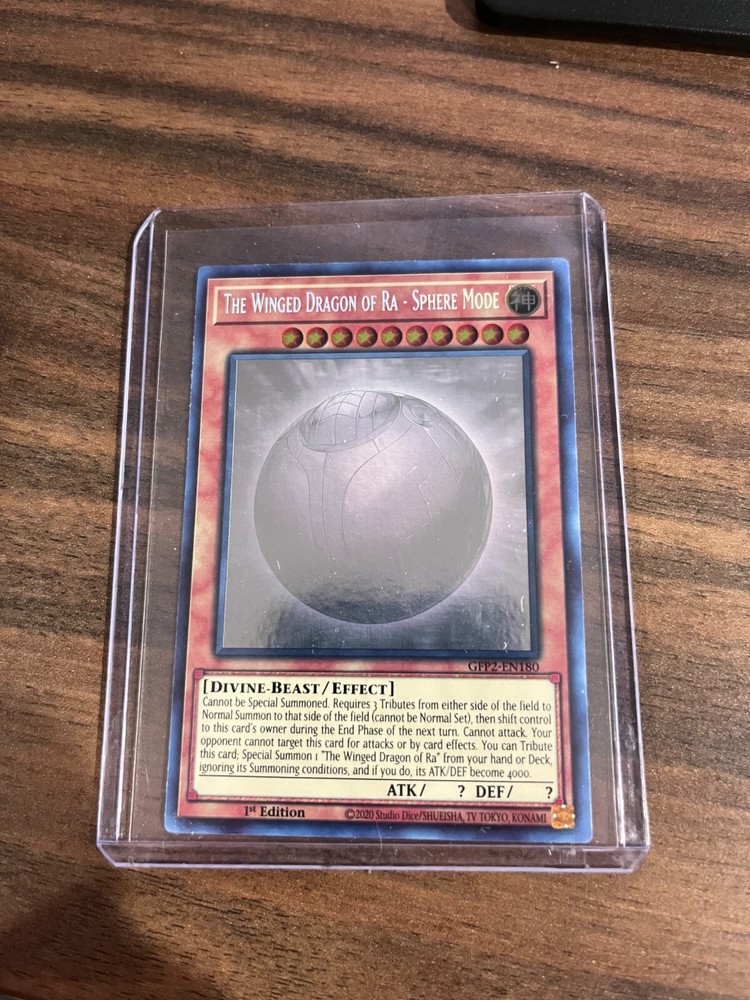 The Winged Dragon of Ra - Sphere Mode 神
GFP2-EN180
[Divine-Beast/Effect]
Cannot be Special Summoned. Requires 3 Tributes from either side of the field to
Normal Summon to that side of the field (cannot be Normal Set), then shift control
to this card's owner during the End Phase of the next turn. Cannot attack. Your
opponent cannot target this card for attacks or by card effects. You can Tribute
this card; Special Summon 1 "The Winged Dragon of Ra" from your hand or Deck,
ignoring its Summoning conditions, and if you do, its ATK/DEF become 4000.
ATK/ ? DEF/ ?
1st Edition ©2020 Studio Dice/SHUEISHA, TV TOKYO, KONAMI